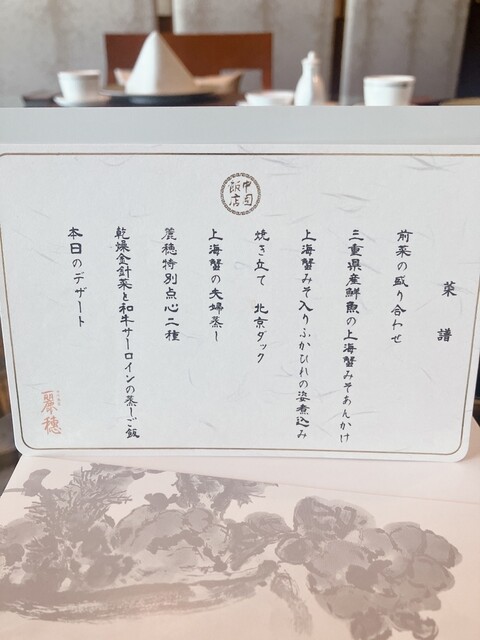 菜譜
前菜の盛り合わせ
三重県産鮮魚の上海蟹みそあんかけ
上海蟹みそ入りふかひれの姿煮込み
焼き立て 北京ダック
上海蟹の夫婦蒸し
麗穂特別点心二種
乾燥金針菜と和牛サーロインの蒸しご飯
本日のデザート
中国飯店
麗穂